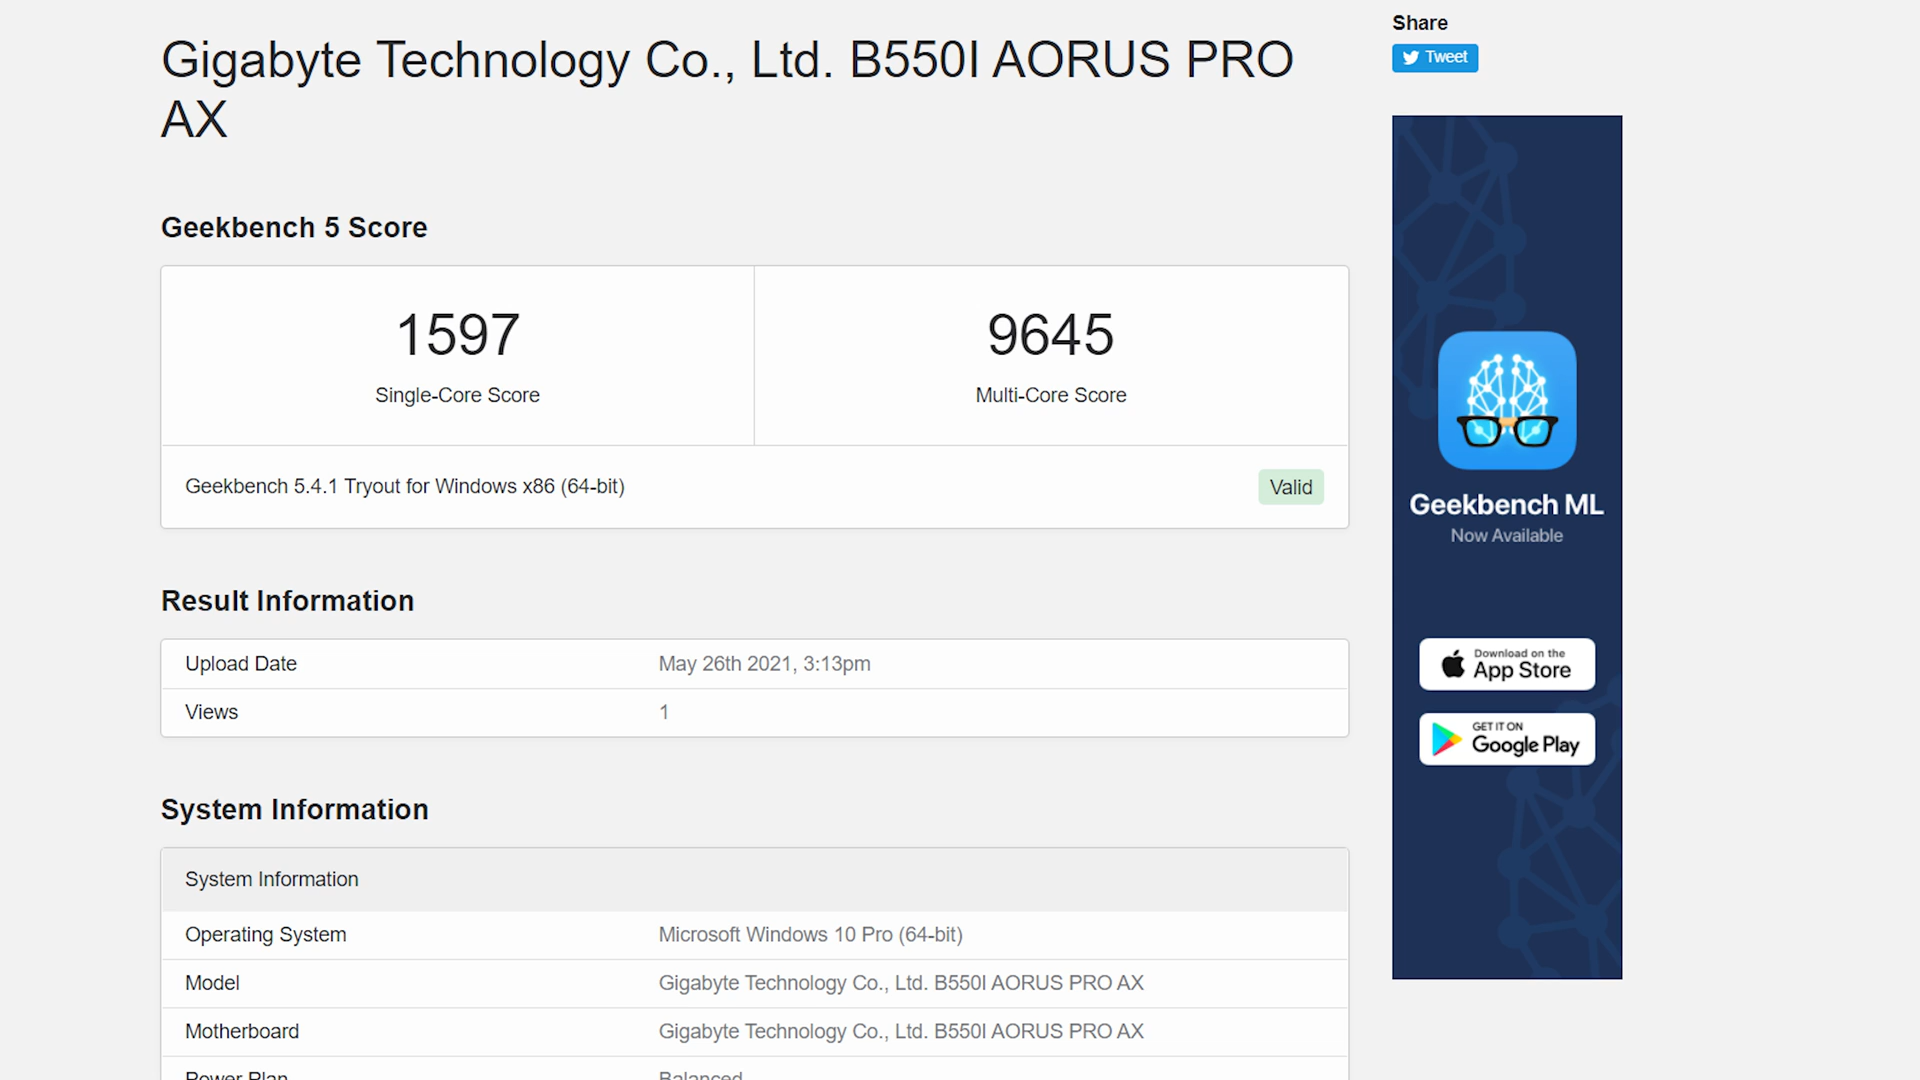 Gigabyte Technology Co., Ltd. B550I AORUS PRO
AX
Geekbench 5 Score
1597
Single-Core Score
9645
Multi-Core Score
Geekbench 5.4.1 Tryout for Windows x86 (64-bit)
Valid
Result Information
Upload Date
May 26th 2021, 3:13pm
Views
1
System Information
System Information
Operating System
Microsoft Windows 10 Pro (64-bit)
Model
Gigabyte Technology Co., Ltd. B550I AORUS PRO AX
Motherboard
Gigabyte Technology Co., Ltd. B550I AORUS PRO AX
Power Plan
Balanced
Share
Tweet
Geekbench ML
Now Available
Download on the
App Store
GET IT ON
Google Play